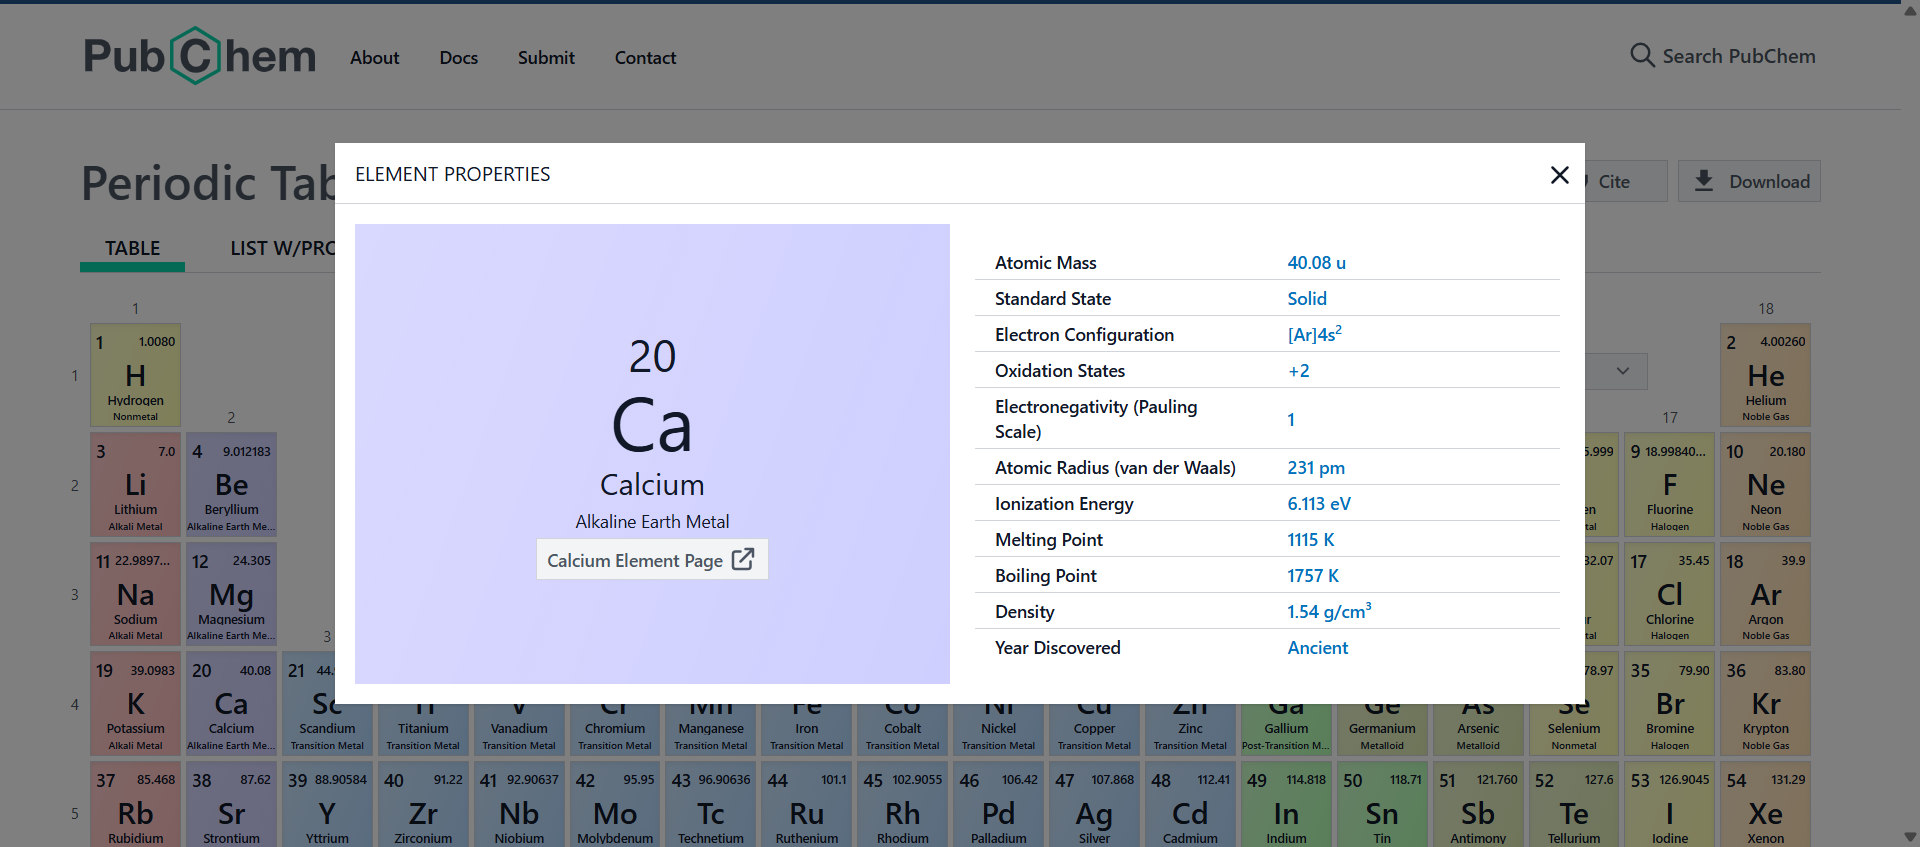 PubChem
About
Docs
Submit
Contact
Search PubChem
Periodic Tab
Cite
Download
TABLE
LIST W/PRO
ELEMENT PROPERTIES
20
Ca
Calcium
Alkaline Earth Metal
Calcium Element Page
Atomic Mass 40.08 u
Standard State Solid
Electron Configuration [Ar]4s²
Oxidation States +2
Electronegativity (Pauling
Scale) 1
Atomic Radius (van der Waals) 231 pm
Ionization Energy 6.113 eV
Melting Point 1115 K
Boiling Point 1757 K
Density 1.54 g/cm³
Year Discovered Ancient
1
18
1
1 1.0080
H
Hydrogen
Nonmetal
2 4.00260
He
Helium
Noble Gas
2
17
2
3 7.0
Li
Lithium
Alkali Metal
4 9.012183
Be
Beryllium
Alkaline Earth Me...
5.999
en
tal
9 18.99840...
F
Fluorine
Halogen
10 20.180
Ne
Neon
Noble Gas
3
11 22.9897...
Na
Sodium
Alkali Metal
12 24.305
Mg
Magnesium
Alkaline Earth Me...
32.07
r
tal
17 35.45
Cl
Chlorine
Halogen
18 39.9
Ar
Argon
Noble Gas
3
4
19 39.0983
K
Potassium
Alkali Metal
20 40.08
Ca
Calcium
Alkaline Earth Me...
21 44.
Sc
Scandium
Transition Metal
Ti
Titanium
Transition Metal
V
Vanadium
Transition Metal
Cr
Chromium
Transition Metal
Mn
Manganese
Transition Metal
Fe
Iron
Transition Metal
Co
Cobalt
Transition Metal
Ni
Nickel
Transition Metal
Cu
Copper
Transition Metal
Zn
Zinc
Transition Metal
Ga
Gallium
Post-Transition M...
Ge
Germanium
Metalloid
As
Arsenic
Metalloid
78.97
Se
Selenium
Nonmetal
35 79.90
Br
Bromine
Halogen
36 83.80
Kr
Krypton
Noble Gas
5
37 85.468
Rb
Rubidium
38 87.62
Sr
Strontium
39 88.90584
Y
Yttrium
40 91.22
Zr
Zirconium
41 92.90637
Nb
Niobium
42 95.95
Mo
Molybdenum
43 96.90636
Tc
Technetium
44 101.1
Ru
Ruthenium
45 102.9055
Rh
Rhodium
46 106.42
Pd
Palladium
47 107.868
Ag
Silver
48 112.41
Cd
Cadmium
49 114.818
In
Indium
50 118.71
Sn
Tin
51 121.760
Sb
Antimony
52 127.6
Te
Tellurium
53 126.9045
I
Iodine
54 131.29
Xe
Xenon